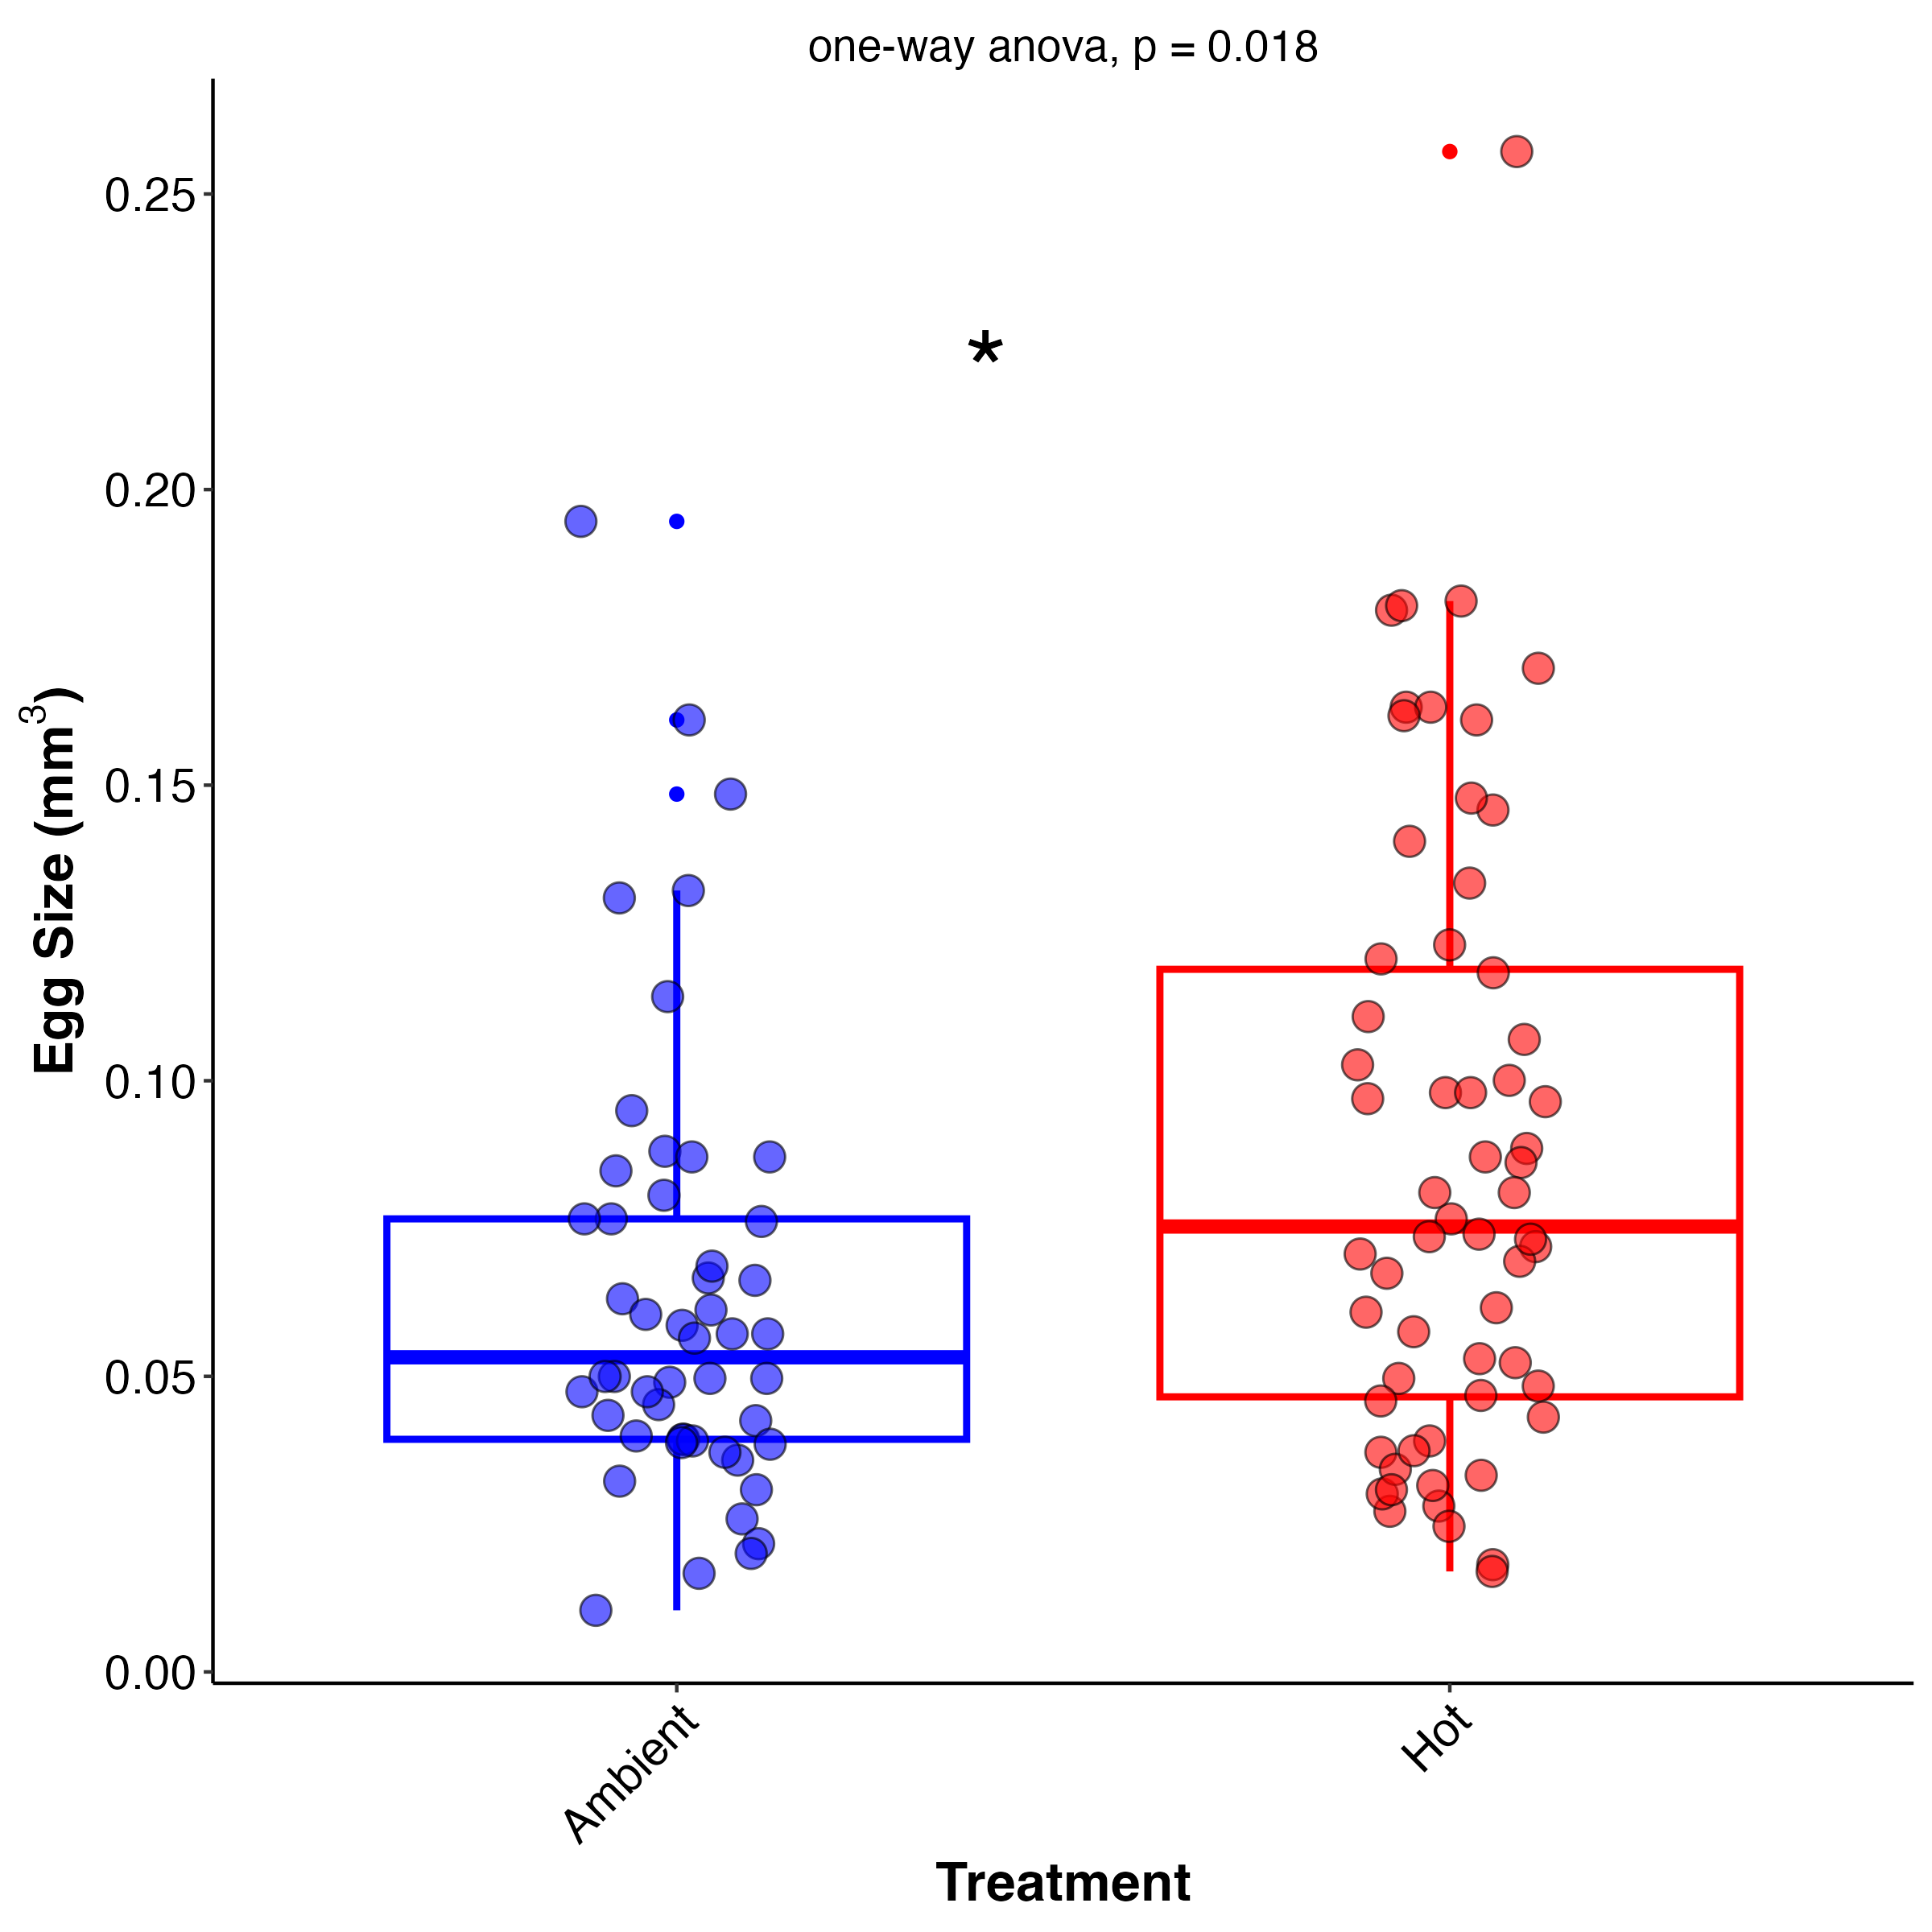 one-way anova, p = 0.018
Egg Size (mm³)
0.25
0.20
0.15
0.10
0.05
0.00
*
Ambient
Hot
Treatment